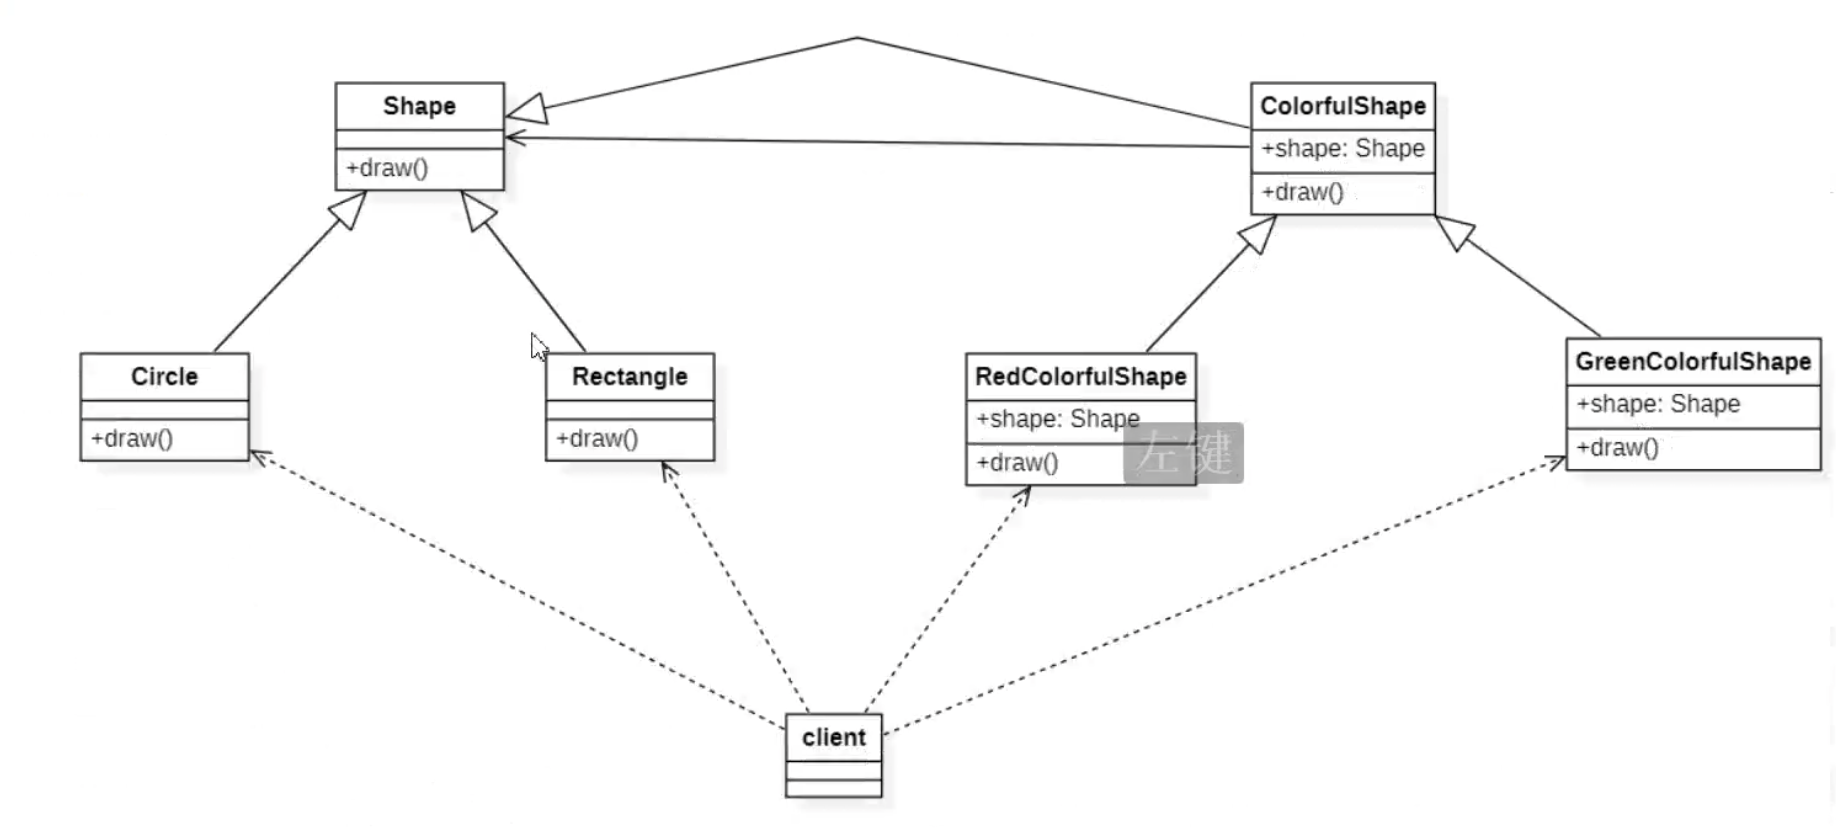 Shape
+draw()
ColorfulShape
+shape: Shape
+draw()
Circle
+draw()
Rectangle
+draw()
RedColorfulShape
+shape: Shape
+draw()
左键
GreenColorfulShape
+shape: Shape
+draw()
client